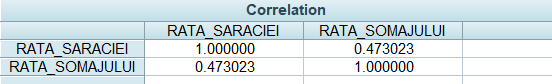 Correlation
RATA_SARACIEI RATA_SOMAJULUI
RATA_SARACIEI 1.000000 0.473023
RATA_SOMAJULUI 0.473023 1.000000